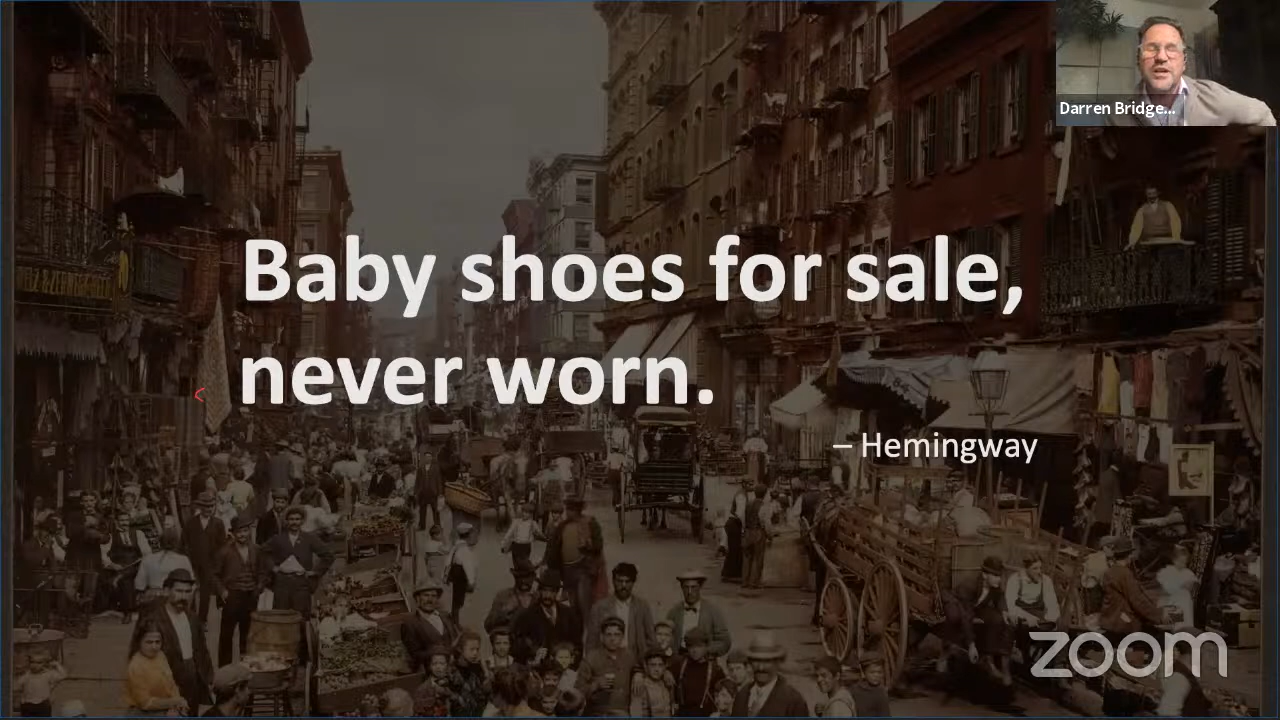 Darren Bridge...
Baby shoes for sale,
never worn.
– Hemingway
zoom